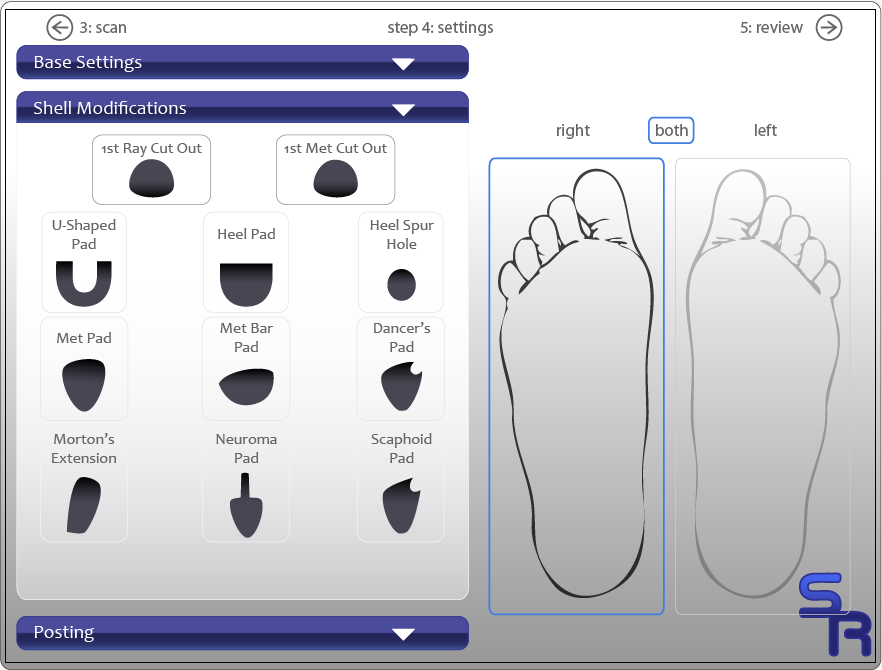 3: scan
step 4: settings
5: review
Base Settings
Shell Modifications
right
both
left
1st Ray Cut Out
1st Met Cut Out
U-Shaped
Pad
Heel Pad
Heel Spur
Hole
Met Pad
Met Bar
Pad
Dancer's
Pad
Morton's
Extension
Neuroma
Pad
Scaphoid
Pad
Posting
SR